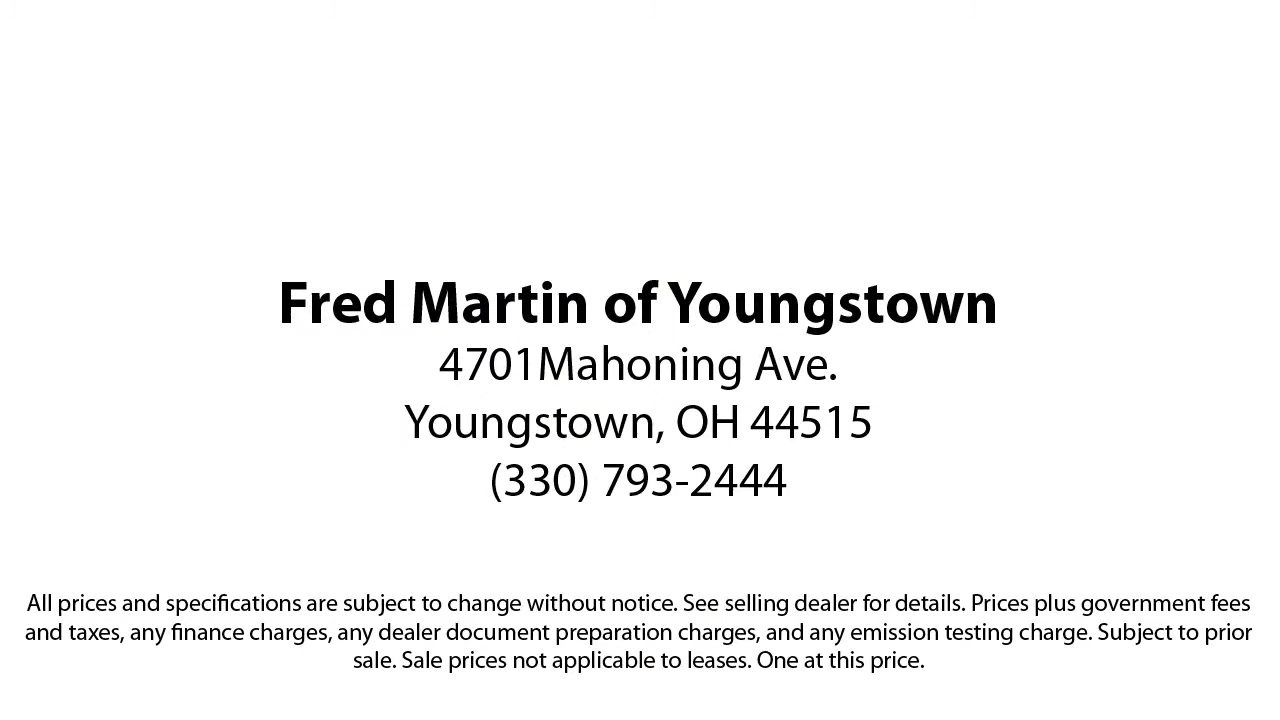 Fred Martin of Youngstown
4701Mahoning Ave.
Youngstown, OH 44515
(330) 793-2444
All prices and specifications are subject to change without notice. See selling dealer for details. Prices plus government fees
and taxes, any finance charges, any dealer document preparation charges, and any emission testing charge. Subject to prior
sale. Sale prices not applicable to leases. One at this price.